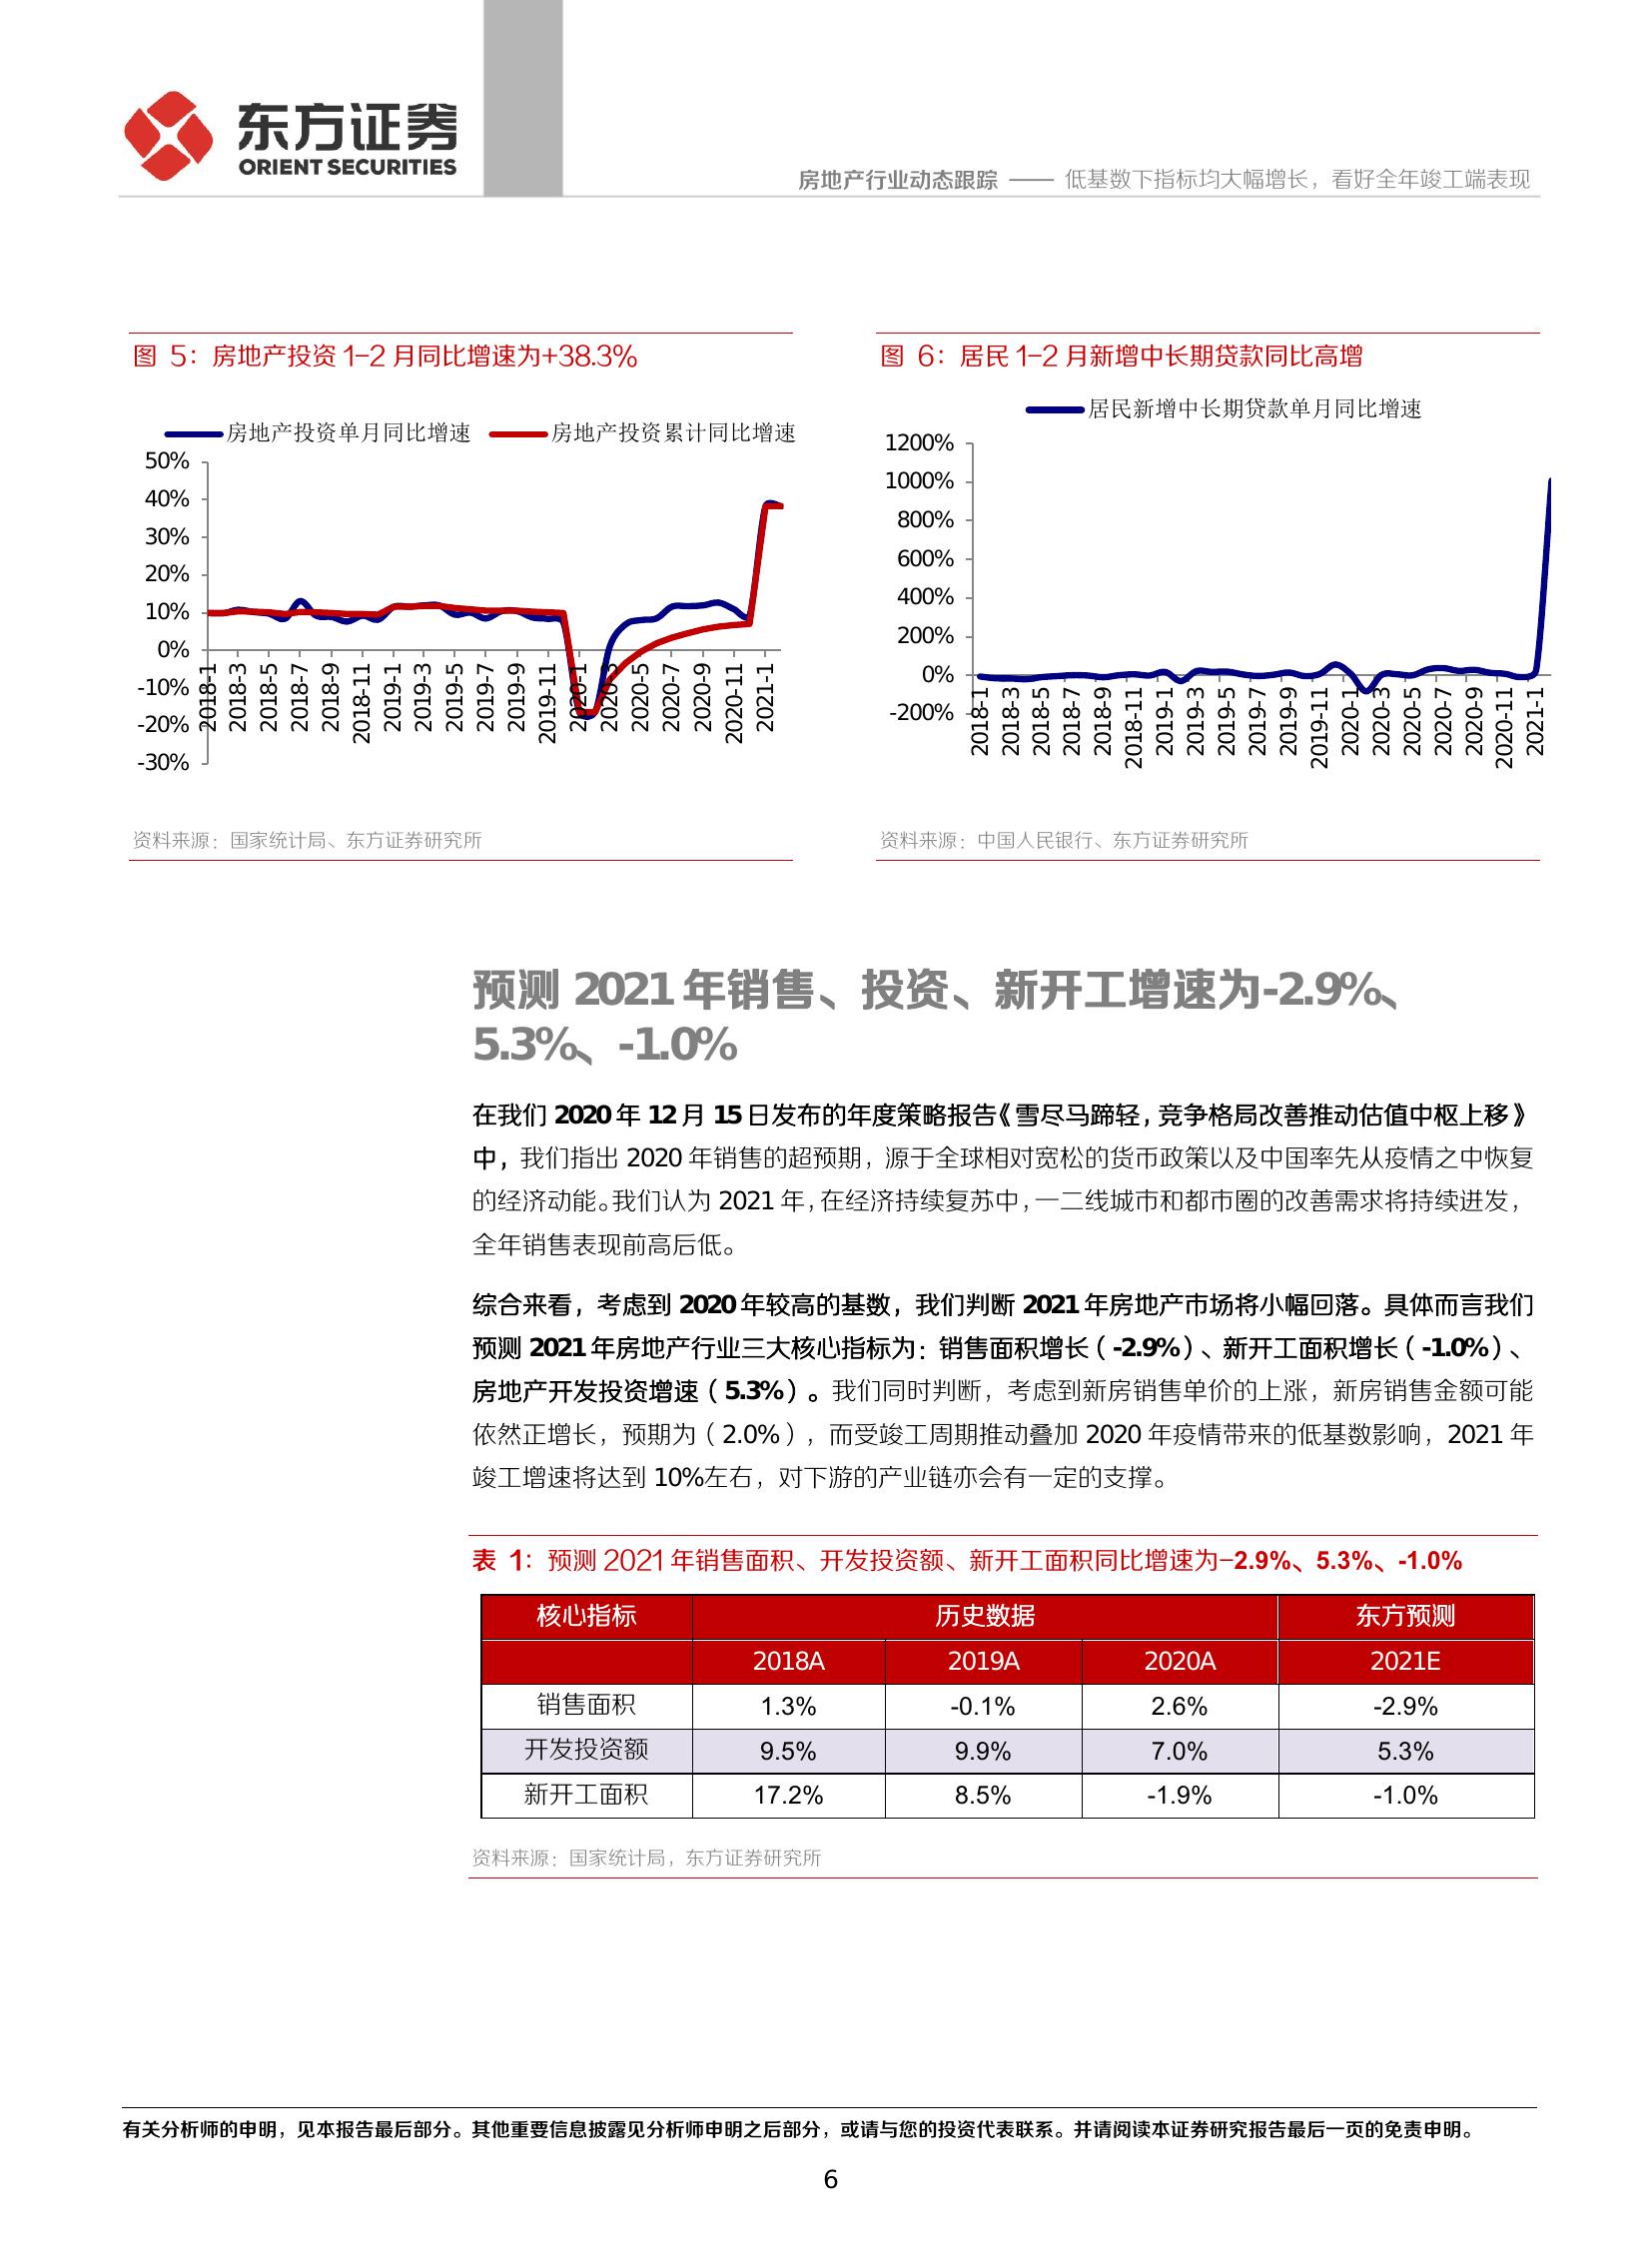 东方证券
ORIENT SECURITIES
房地产行业动态跟踪 —— 低基数下指标均大幅增长，看好全年竣工端表现
图 5：房地产投资 1-2 月同比增速为+38.3%
房地产投资单月同比增速 房地产投资累计同比增速
50%
40%
30%
20%
10%
0%
-10%
-20%
-30%
2018-1 2018-3 2018-5 2018-7 2018-9 2018-11 2019-1 2019-3 2019-5 2019-7 2019-9 2019-11 2020-1 2020-3 2020-5 2020-7 2020-9 2020-11 2021-1
资料来源：国家统计局、东方证券研究所
图 6：居民 1-2 月新增中长期贷款同比高增
居民新增中长期贷款单月同比增速
1200%
1000%
800%
600%
400%
200%
0%
-200%
2018-1 2018-3 2018-5 2018-7 2018-9 2018-11 2019-1 2019-3 2019-5 2019-7 2019-9 2019-11 2020-1 2020-3 2020-5 2020-7 2020-9 2020-11 2021-1
资料来源：中国人民银行、东方证券研究所
预测 2021 年销售、投资、新开工增速为-2.9%、
5.3%、-1.0%
在我们 2020 年 12 月 15 日发布的年度策略报告《雪尽马蹄轻，竞争格局改善推动估值中枢上移》
中，我们指出 2020 年销售的超预期，源于全球相对宽松的货币政策以及中国率先从疫情之中恢复
的经济动能。我们认为 2021 年，在经济持续复苏中，一二线城市和都市圈的改善需求将持续迸发，
全年销售表现前高后低。
综合来看，考虑到 2020 年较高的基数，我们判断 2021 年房地产市场将小幅回落。具体而言我们
预测 2021 年房地产行业三大核心指标为：销售面积增长（-2.9%）、新开工面积增长（-1.0%）、
房地产开发投资增速（5.3%）。我们同时判断，考虑到新房销售单价的上涨，新房销售金额可能
依然正增长，预期为（2.0%），而受竣工周期推动叠加 2020 年疫情带来的低基数影响，2021 年
竣工增速将达到 10%左右，对下游的产业链亦会有一定的支撑。
表 1：预测 2021 年销售面积、开发投资额、新开工面积同比增速为-2.9%、5.3%、-1.0%
核心指标 历史数据 东方预测
2018A 2019A 2020A 2021E
销售面积 1.3% -0.1% 2.6% -2.9%
开发投资额 9.5% 9.9% 7.0% 5.3%
新开工面积 17.2% 8.5% -1.9% -1.0%
资料来源：国家统计局，东方证券研究所
有关分析师的申明，见本报告最后部分。其他重要信息披露见分析师申明之后部分，或请与您的投资代表联系。并请阅读本证券研究报告最后一页的免责申明。
6